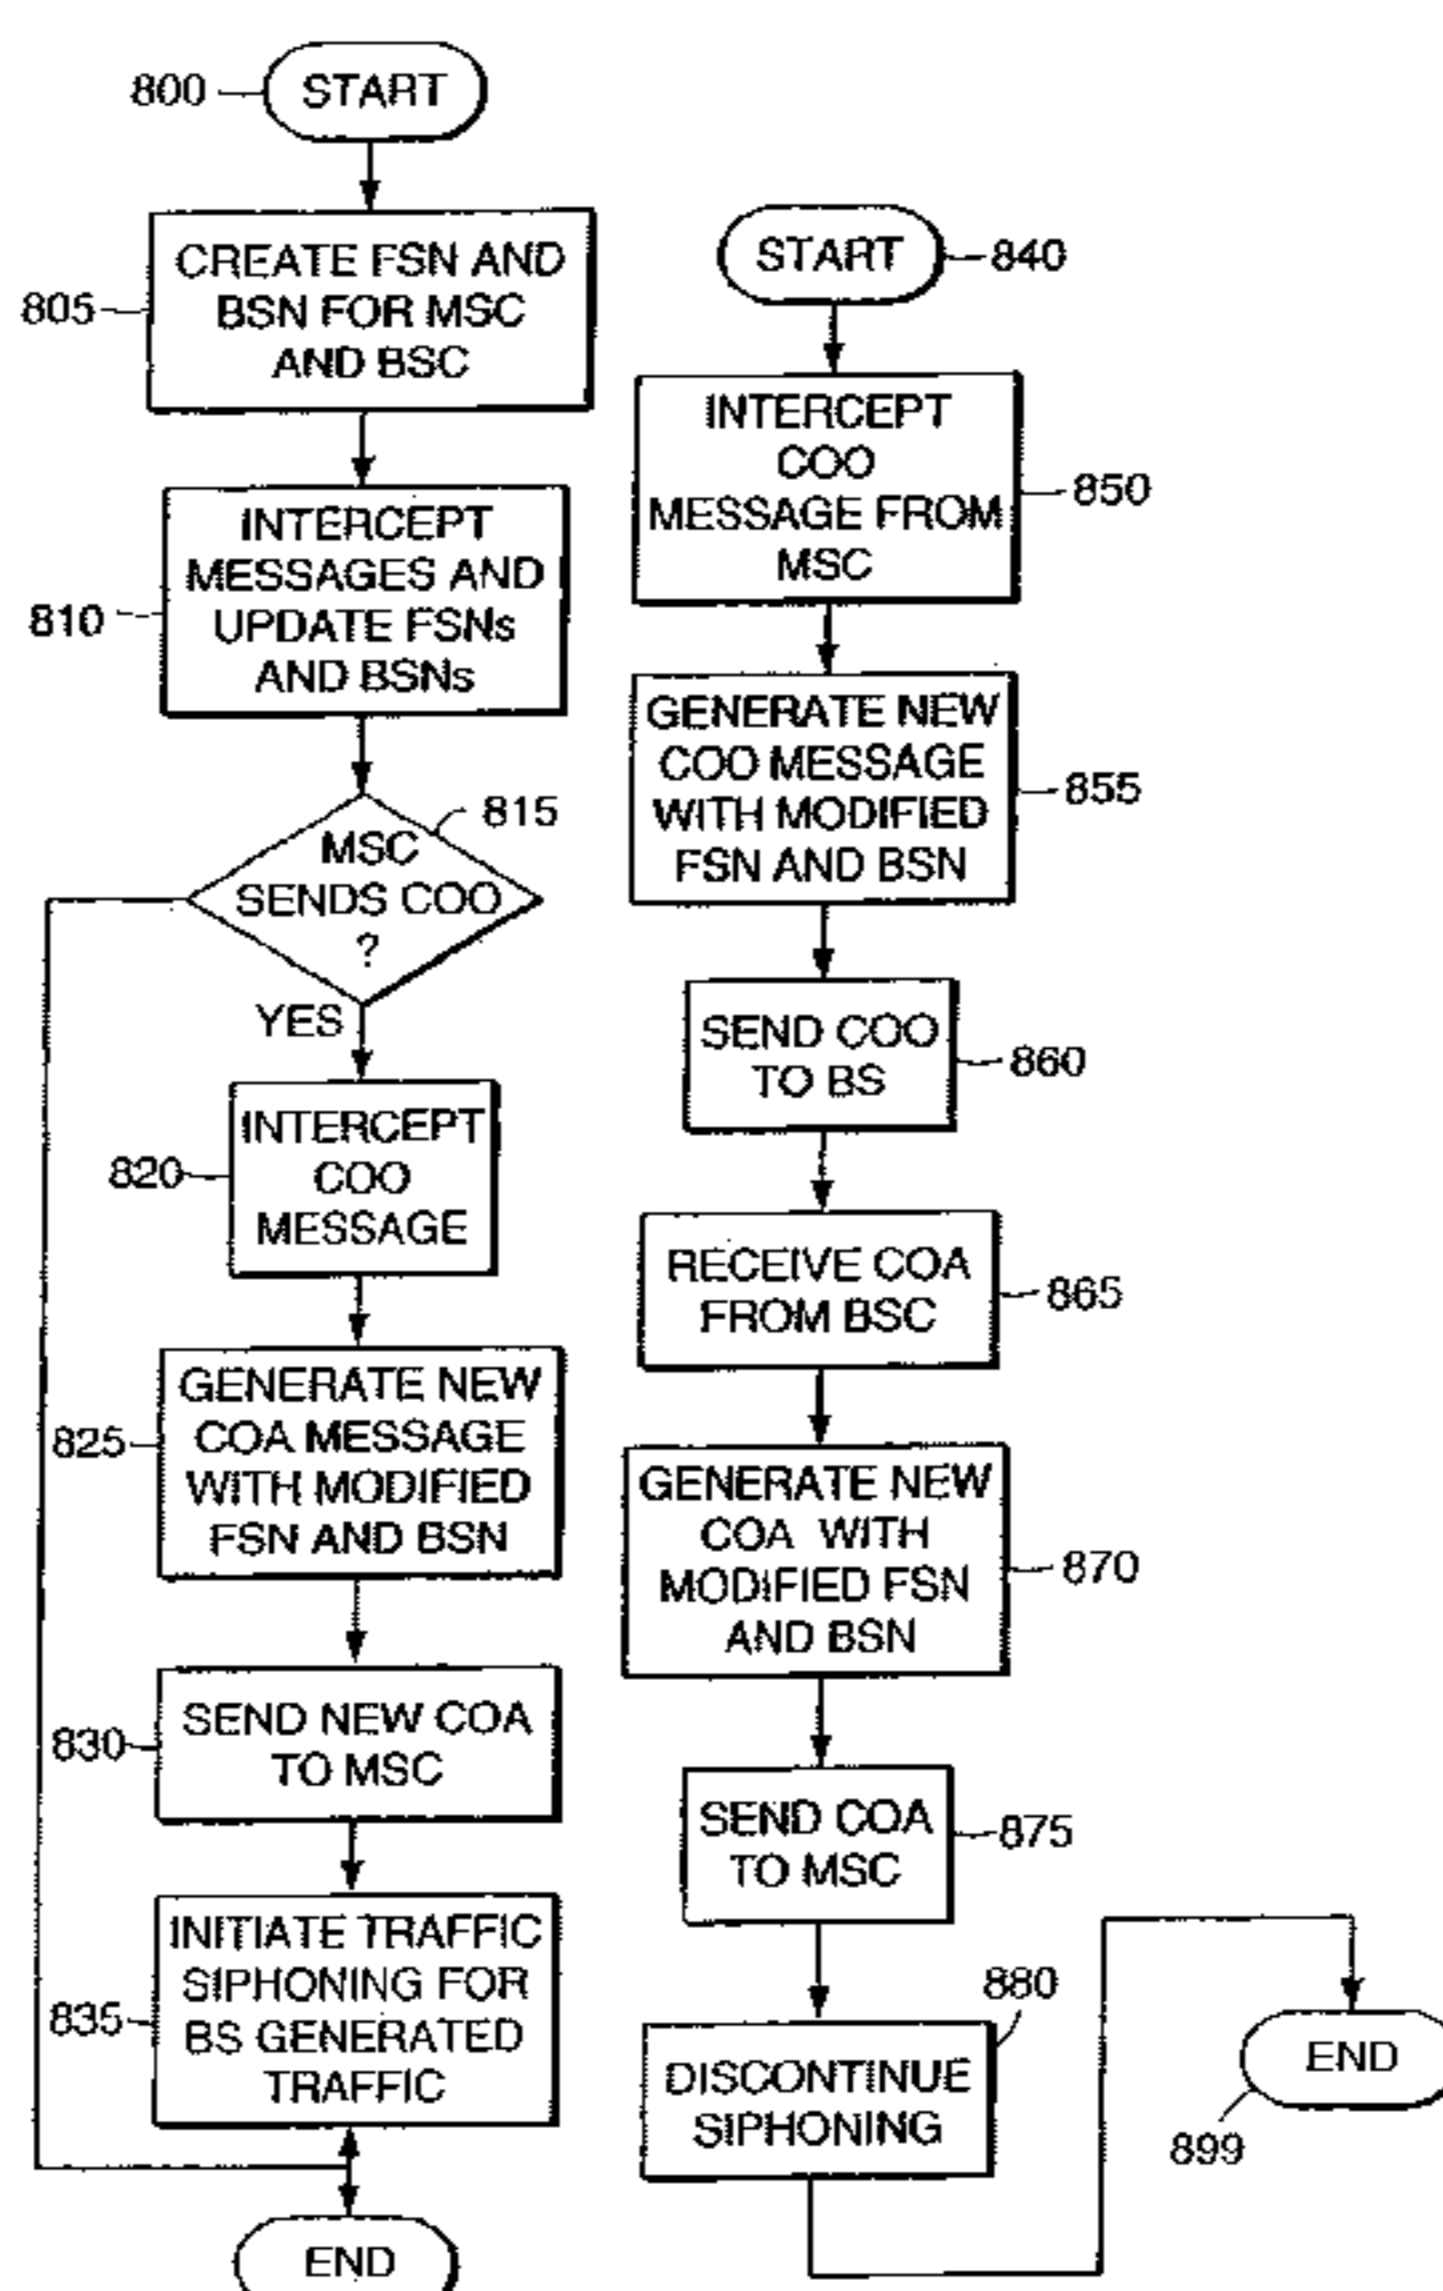 800
START
805
CREATE FSN AND
BSN FOR MSC
AND BSC
810
INTERCEPT
MESSAGES AND
UPDATE FSNs
AND BSNs
815
MSC
SENDS COO
?
YES
820
INTERCEPT
COO
MESSAGE
825
GENERATE NEW
COA MESSAGE
WITH MODIFIED
FSN AND BSN
830
SEND NEW COA
TO MSC
835
INITIATE TRAFFIC
SIPHONING FOR
BS GENERATED
TRAFFIC
END
START
840
INTERCEPT
COO
MESSAGE FROM
MSC
850
GENERATE NEW
COO MESSAGE
WITH MODIFIED
FSN AND BSN
855
SEND COO
TO BS
860
RECEIVE COA
FROM BSC
865
GENERATE NEW
COA WITH
MODIFIED FSN
AND BSN
870
SEND COA
TO MSC
875
880
DISCONTINUE
SIPHONING
END
899